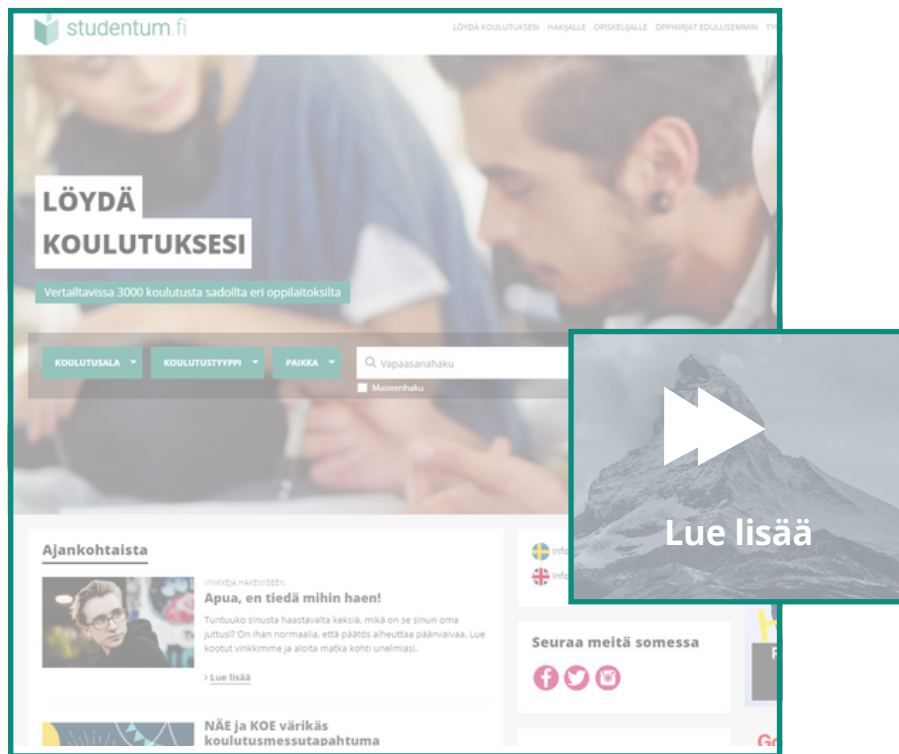 studentum.fi
LÖYDÄ KOULUTUKSESI HAKIJALLE OPISKELIJALLE OPPIKIRJAT EDULLISEMMIN
LÖYDÄ
KOULUTUKSESI
Vertailtavissa 3000 koulutusta sadoilta eri oppilaitoksilta
KOULUTUSALA KOULUTUSTYYPPI PAIKKA Vapaasanahaku
Maisterihaku
Lue lisää
Ajankohtaista
VINKKEJÄ HAKEMISEEN
Apua, en tiedä mihin haen!
Tuntuuko sinusta haastavalta keksiä, mikä on se sinun oma
juttusi? On ihan normaalia, että päätös aiheuttaa päänvaivaa. Lue
kootut vinkkimme ja aloita matka kohti unelmiasi.
› Lue lisää
NÄE ja KOE värikäs
koulutusmessutapahtuma
Info
Info
Seuraa meitä somessa